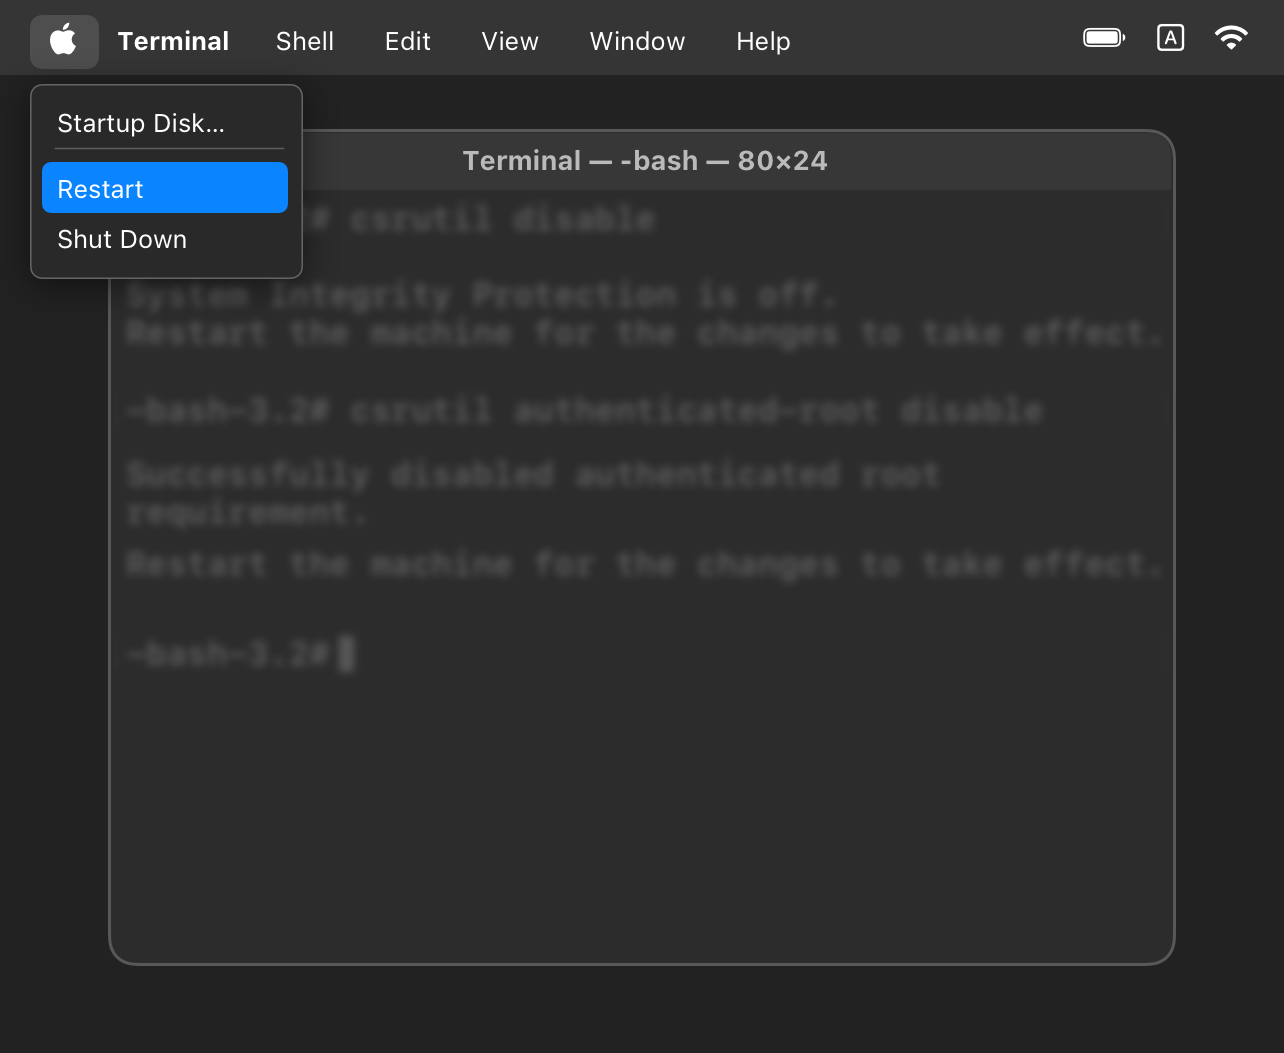 Terminal Shell Edit View Window Help A
Startup Disk...
Restart
Shut Down
Terminal — -bash — 80×24
# csrutil disable
System Integrity Protection is off.
Restart the machine for the changes to take effect.
-bash-3.2# csrutil authenticated-root disable
Successfully disabled authenticated root
requirement.
Restart the machine for the changes to take effect.
-bash-3.2#